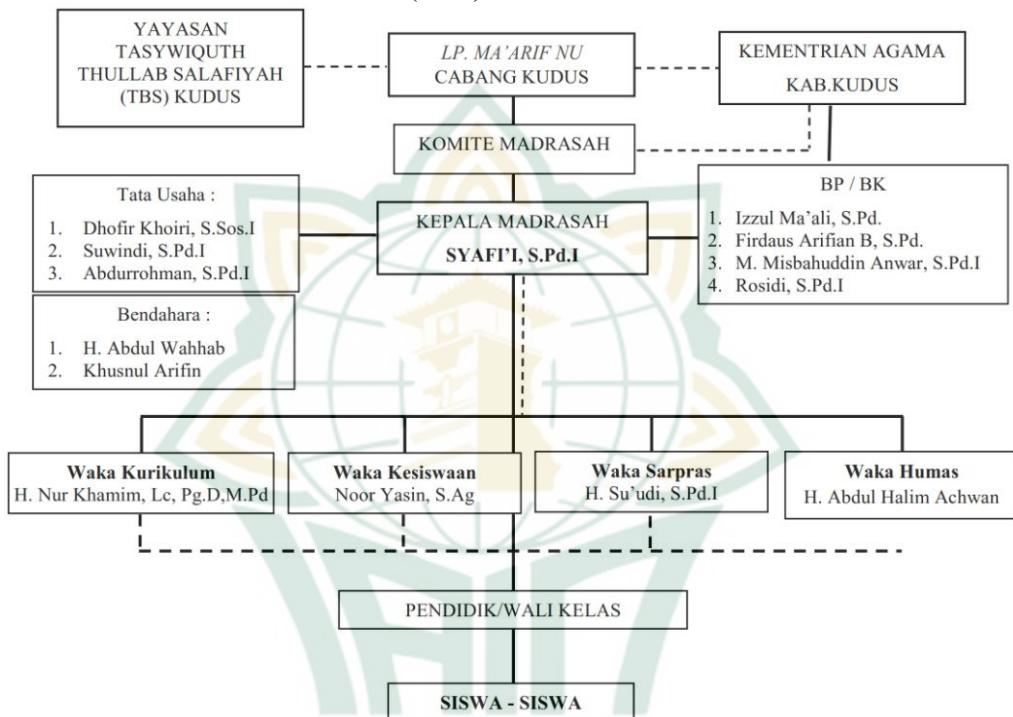 YAYASAN
TASYWIQUTH
THULLAB SALAFIYAH
(TBS) KUDUS
LP. MA'ARIF NU
CABANG KUDUS
KEMENTRIAN AGAMA
KAB.KUDUS
KOMITE MADRASAH
Tata Usaha :
1. Dhofir Khoiri, S.Sos.I
2. Suwindi, S.Pd.I
3. Abdurrohman, S.Pd.I
KEPALA MADRASAH
SYAFI'I, S.Pd.I
BP / BK
1. Izzul Ma'ali, S.Pd.
2. Firdaus Arifian B, S.Pd.
3. M. Misbahuddin Anwar, S.Pd.I
4. Rosidi, S.Pd.I
Bendahara :
1. H. Abdul Wahhab
2. Khusnul Arifin
Waka Kurikulum
H. Nur Khamim, Lc, Pg.D,M.Pd
Waka Kesiswaan
Noor Yasin, S.Ag
Waka Sarpras
H. Su'udi, S.Pd.I
Waka Humas
H. Abdul Halim Achwan
PENDIDIK/WALI KELAS
SISWA - SISWA